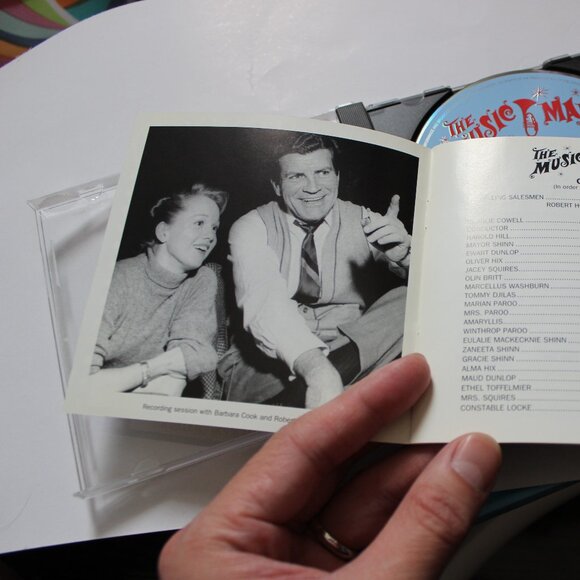 THE
MUSIC MA
THE
MUSIC
(In order
LING SALESMEN
ROBERT H
CHARLIE COWELL
CONDUCTOR
HAROLD HILL
MAYOR SHINN
EWART DUNLOP
OLIVER HIX
JACEY SQUIRES
OLIN BRITT
MARCELLUS WASHBURN
TOMMY DJILAS
MARIAN PAROO
MRS. PAROO
AMARYLLIS
WINTHROP PAROO
EULALIE MACKECKNIE SHINN
ZANEETA SHINN
GRACIE SHINN
ALMA HIX
MAUD DUNLOP
ETHEL TOFFELMIER
MRS. SQUIRES
CONSTABLE LOCKE
Recording session with Barbara Cook and Robert